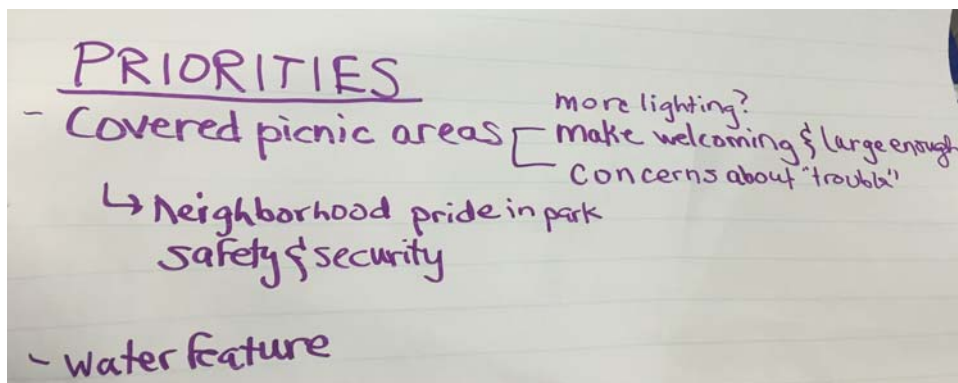 PRIORITIES
more lighting?
- Covered picnic areas make welcoming & large enough
concerns about "trouble"
↳ Neighborhood pride in park
safety & security
- water feature